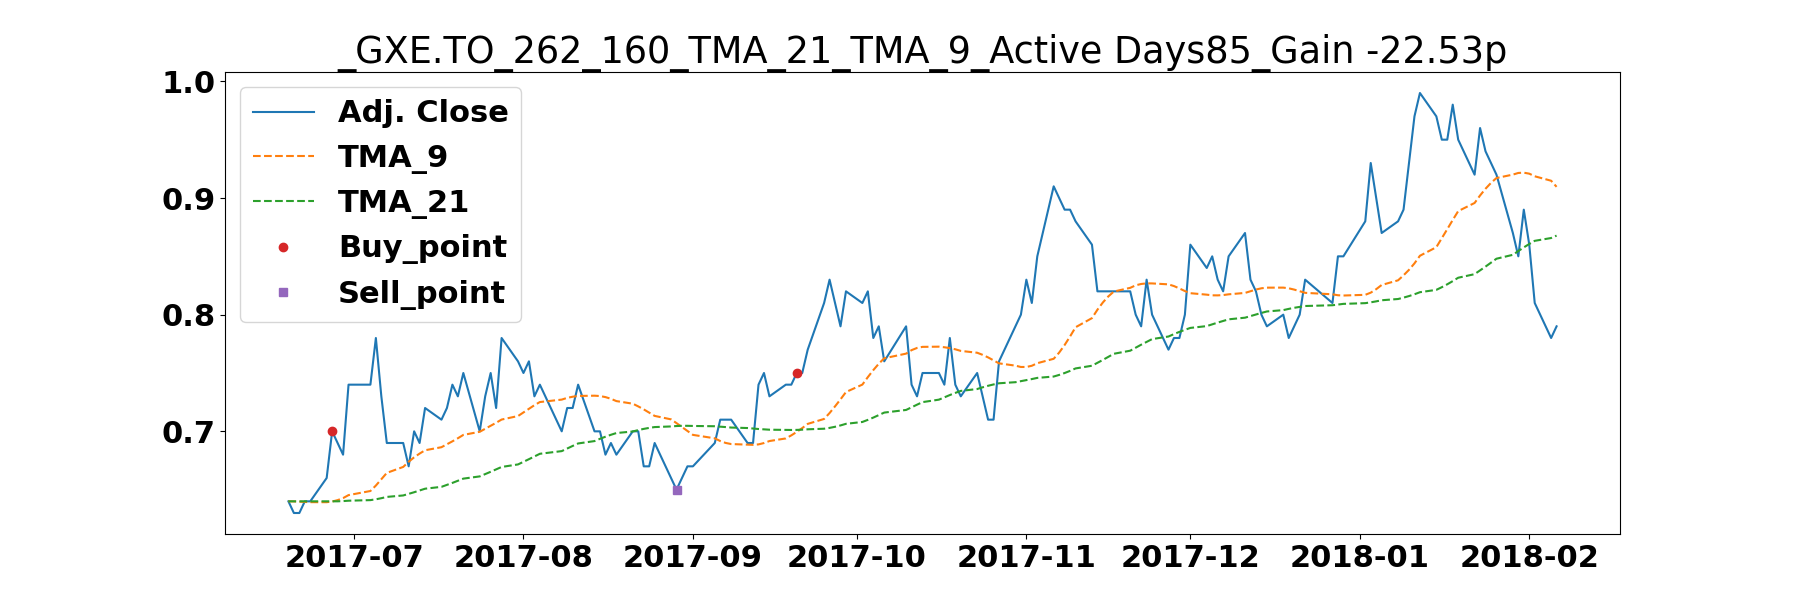 _GXE.TO_262_160_TMA_21_TMA_9_Active Days85_Gain -22.53p
1.0
0.9
0.8
0.7
Adj. Close
TMA_9
TMA_21
Buy_point
Sell_point
2017-07 2017-08 2017-09 2017-10 2017-11 2017-12 2018-01 2018-02